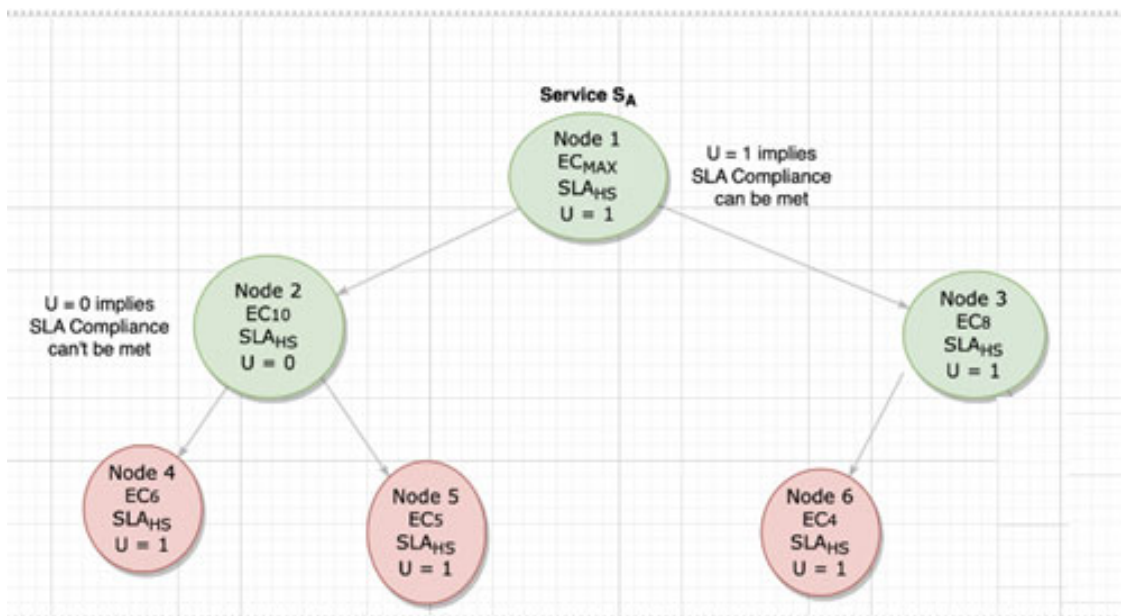 Service SA
Node 1
ECMAX
SLAHS
U = 1
U = 1 implies
SLA Compliance
can be met
U = 0 implies
SLA Compliance
can't be met
Node 2
EC10
SLAHS
U = 0
Node 3
EC8
SLAHS
U = 1
Node 4
EC6
SLAHS
U = 1
Node 5
EC5
SLAHS
U = 1
Node 6
EC4
SLAHS
U = 1